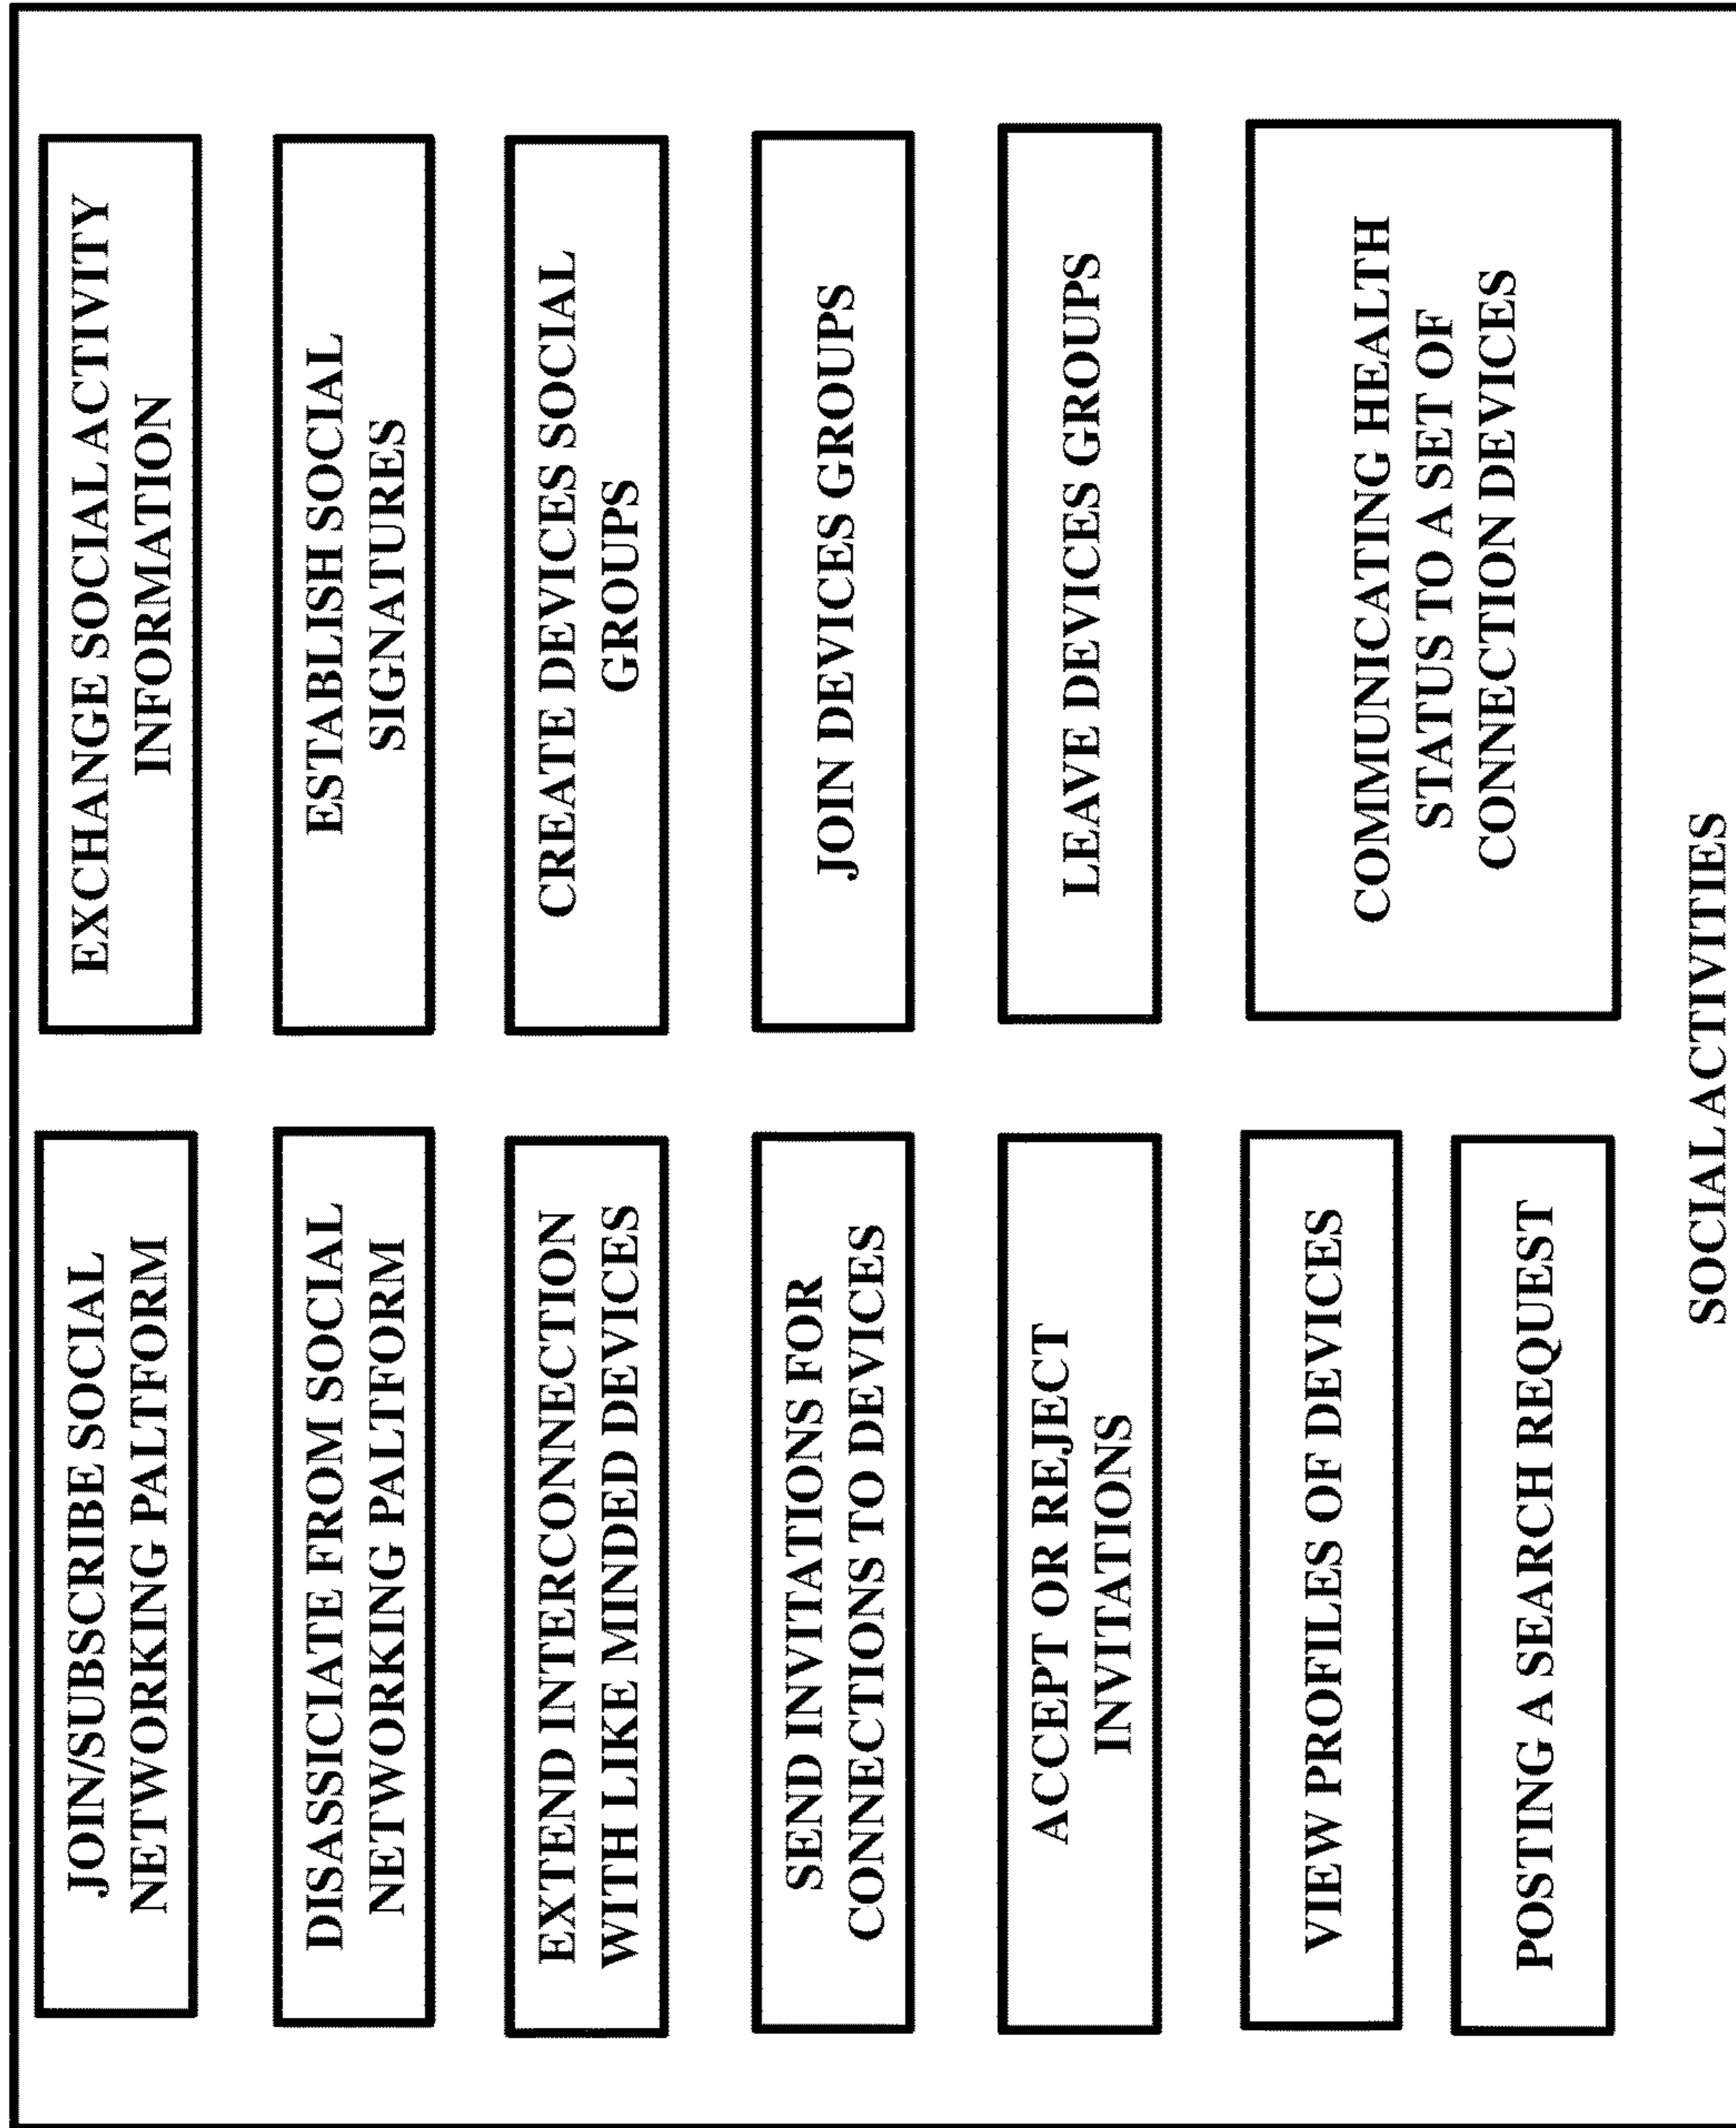 JOIN/SUBSCRIBE SOCIAL
NETWORKING PALTFORM
DISASSICIATE FROM SOCIAL
NETWORKING PALTFORM
EXTEND INTERCONNECTION
WITH LIKE MINDED DEVICES
SEND INVITATIONS FOR
CONNECTIONS TO DEVICES
ACCEPT OR REJECT
INVITATIONS
VIEW PROFILES OF DEVICES
POSTING A SEARCH REQUEST
EXCHANGE SOCIAL ACTIVITY
INFORMATION
ESTABLISH SOCIAL
SIGNATURES
CREATE DEVICES SOCIAL
GROUPS
JOIN DEVICES GROUPS
LEAVE DEVICES GROUPS
COMMUNICATING HEALTH
STATUS TO A SET OF
CONNECTION DEVICES
SOCIAL ACTIVITIES